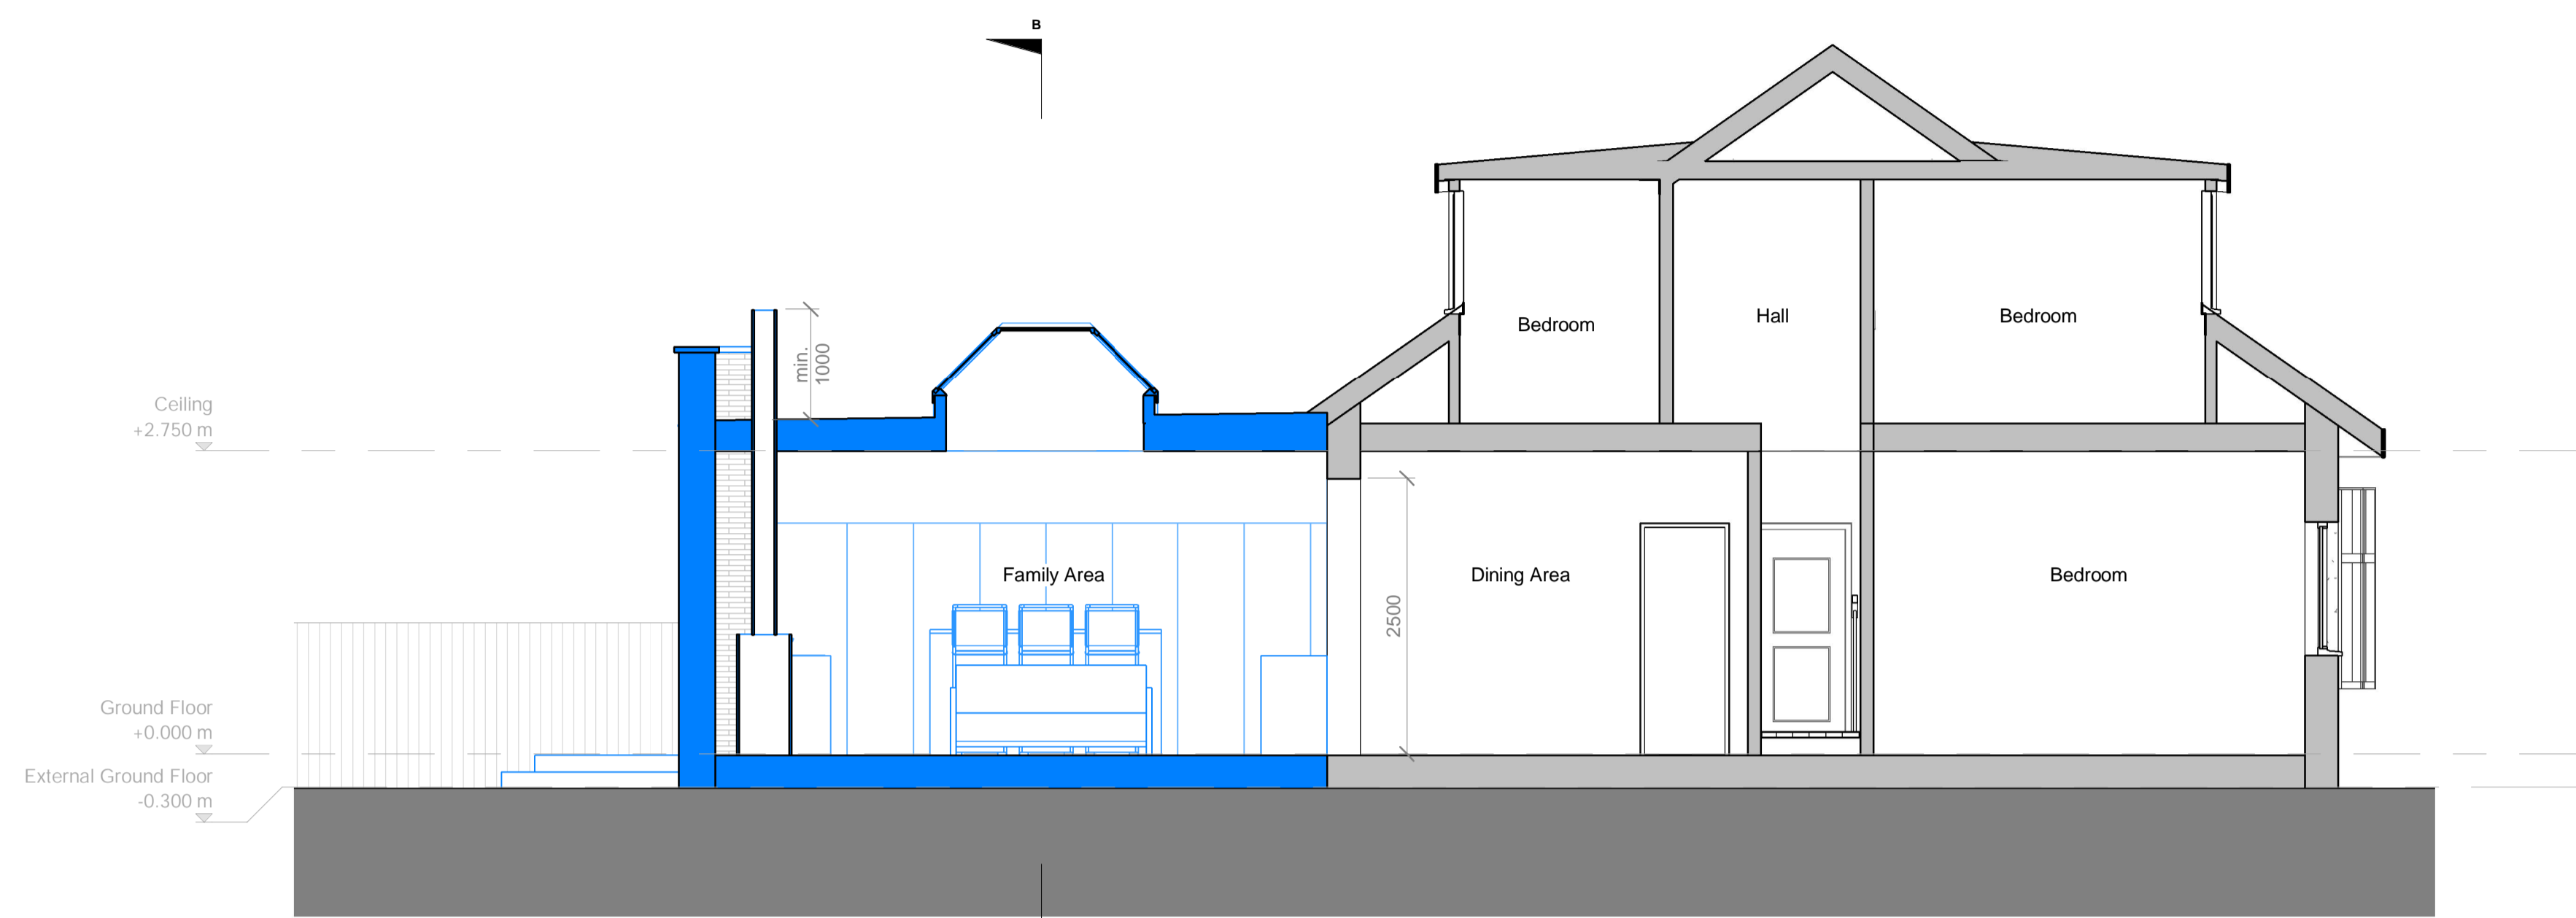 B
min.
1000
Bedroom
Hall
Bedroom
Ceiling
+2.750 m
Family Area
Dining Area
Bedroom
2500
Ground Floor
+0.000 m
External Ground Floor
-0.300 m